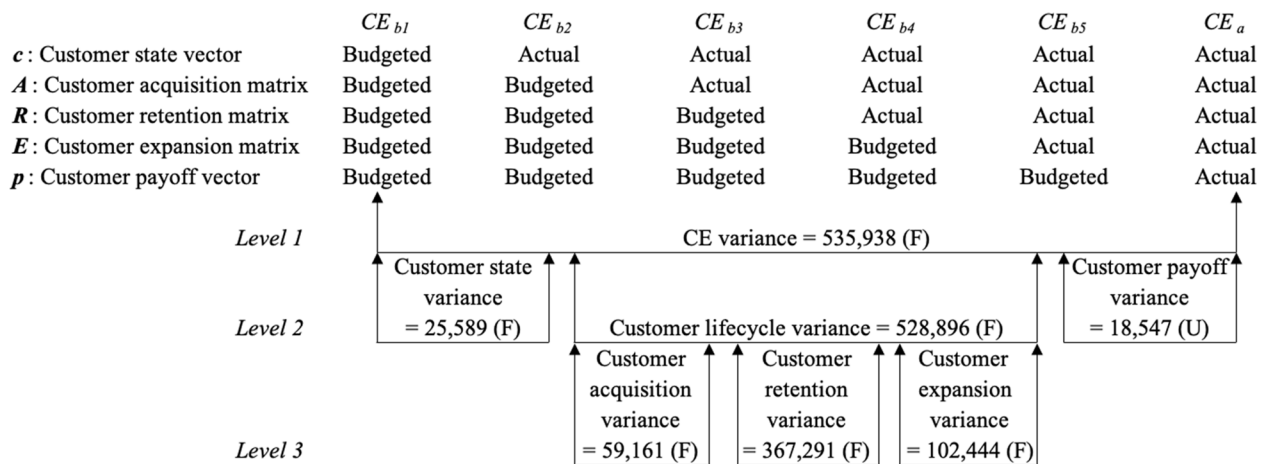 CE b1 CE b2 CE b3 CE b4 CE b5 CE a
c : Customer state vector Budgeted Actual Actual Actual Actual Actual
A : Customer acquisition matrix Budgeted Budgeted Actual Actual Actual Actual
R : Customer retention matrix Budgeted Budgeted Budgeted Actual Actual Actual
E : Customer expansion matrix Budgeted Budgeted Budgeted Budgeted Actual Actual
p : Customer payoff vector Budgeted Budgeted Budgeted Budgeted Budgeted Actual
Level 1 CE variance = 535,938 (F)
Customer state Customer payoff
variance variance
Level 2 = 25,589 (F) Customer lifecycle variance = 528,896 (F) = 18,547 (U)
Customer Customer Customer
acquisition retention expansion
variance variance variance
Level 3 = 59,161 (F) = 367,291 (F) = 102,444 (F)